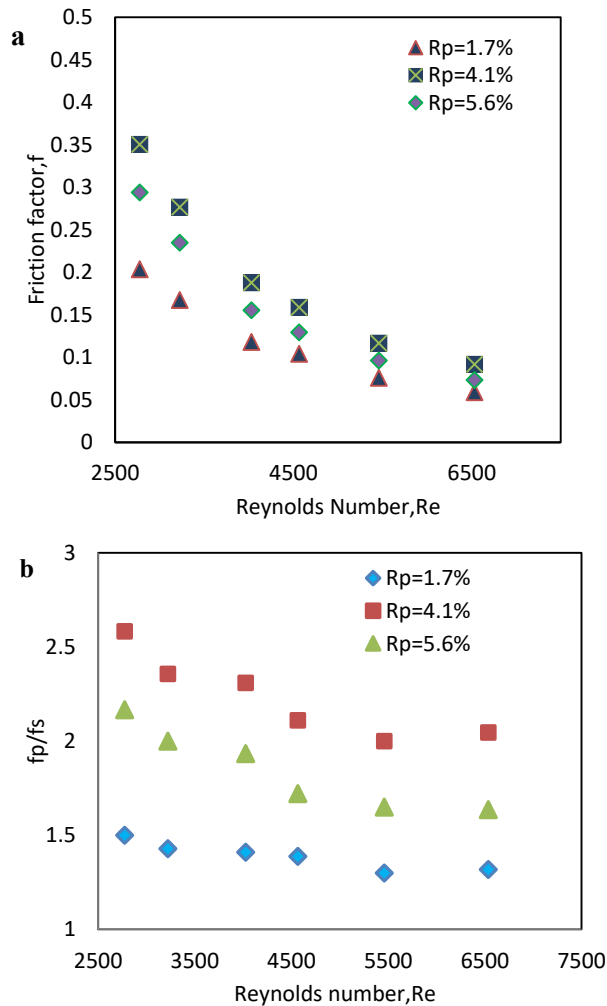 a
0.5
0.45
0.4
0.35
0.3
0.25
0.2
0.15
0.1
0.05
0
Friction factor,f
Rp=1.7%
Rp=4.1%
Rp=5.6%
2500 4500 6500
Reynolds Number,Re
b
3
2.5
2
1.5
1
fp/fs
Rp=1.7%
Rp=4.1%
Rp=5.6%
2500 3500 4500 5500 6500 7500
Reynolds number,Re